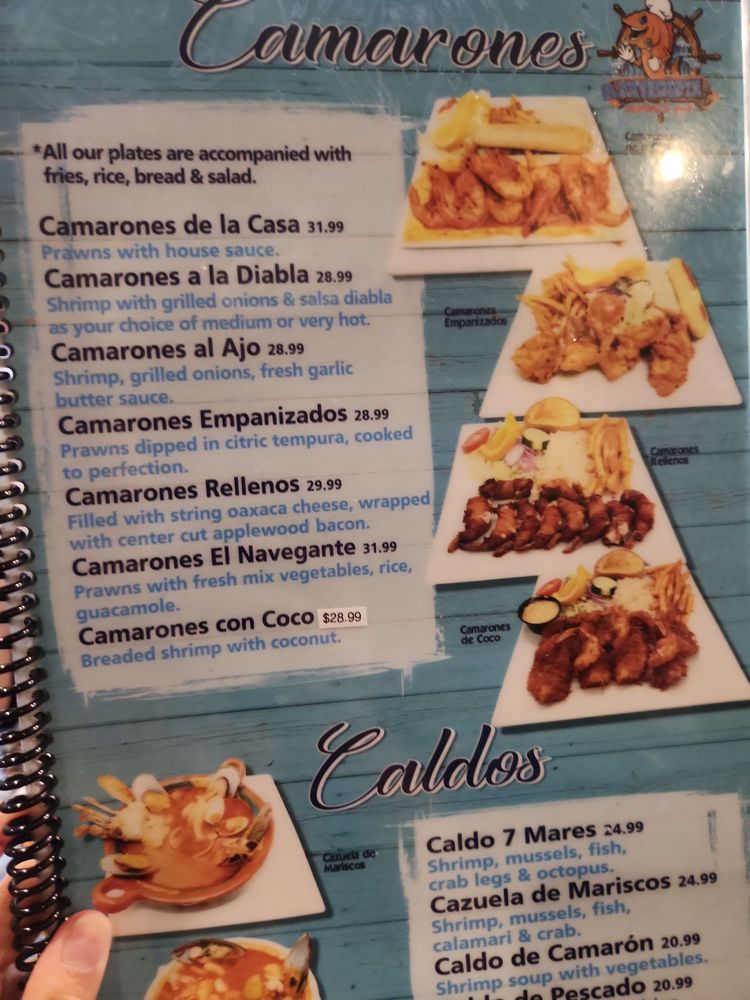 Camarones
*All our plates are accompanied with
fries, rice, bread & salad.
Camarones de la Casa 31.99
Prawns with house sauce.
Camarones a la Diabla 28.99
Shrimp with grilled onions & salsa diabla
as your choice of medium or very hot.
Camarones al Ajo 28.99
Shrimp, grilled onions, fresh garlic
butter sauce.
Camarones Empanizados 28.99
Prawns dipped in citric tempura, cooked
to perfection.
Camarones Rellenos 29.99
Filled with string oaxaca cheese, wrapped
with center cut applewood bacon.
Camarones El Navegante 31.99
Prawns with fresh mix vegetables, rice,
guacamole.
Camarones con Coco $28.99
Breaded shrimp with coconut.
Camarones
Empanizados
Camarones
Rellenos
Camarones
de Coco
Caldos
Cazuela de
Mariscos
Caldo 7 Mares 24.99
Shrimp, mussels, fish,
crab legs & octopus.
Cazuela de Mariscos 24.99
Shrimp, mussels, fish,
calamari & crab.
Caldo de Camarón 20.99
Shrimp soup with vegetables.
de Pescado 20.99